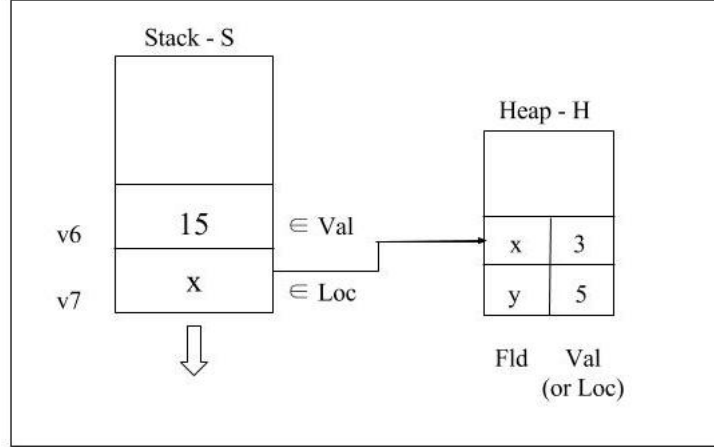 Stack - S
Heap - H
v6
15
∈ Val
v7
x
∈ Loc
x
3
y
5
Fld
Val
(or Loc)